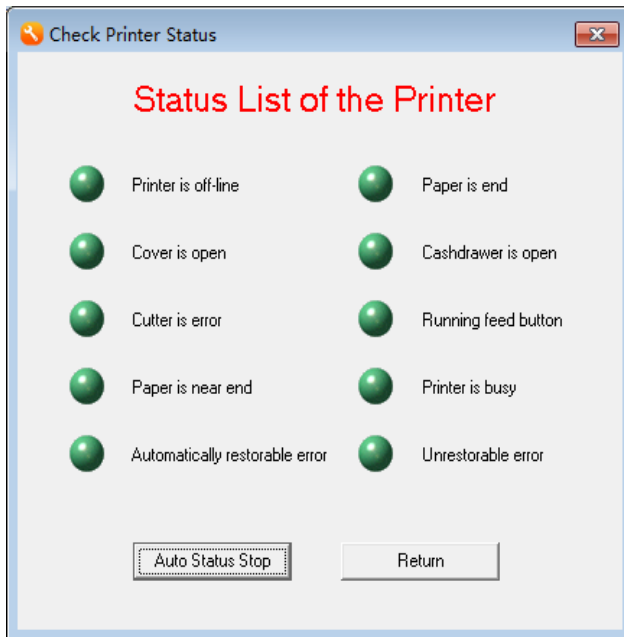 Check Printer Status
Status List of the Printer
Printer is off-line
Paper is end
Cover is open
Cashdrawer is open
Cutter is error
Running feed button
Paper is near end
Printer is busy
Automatically restorable error
Unrestorable error
Auto Status Stop
Return